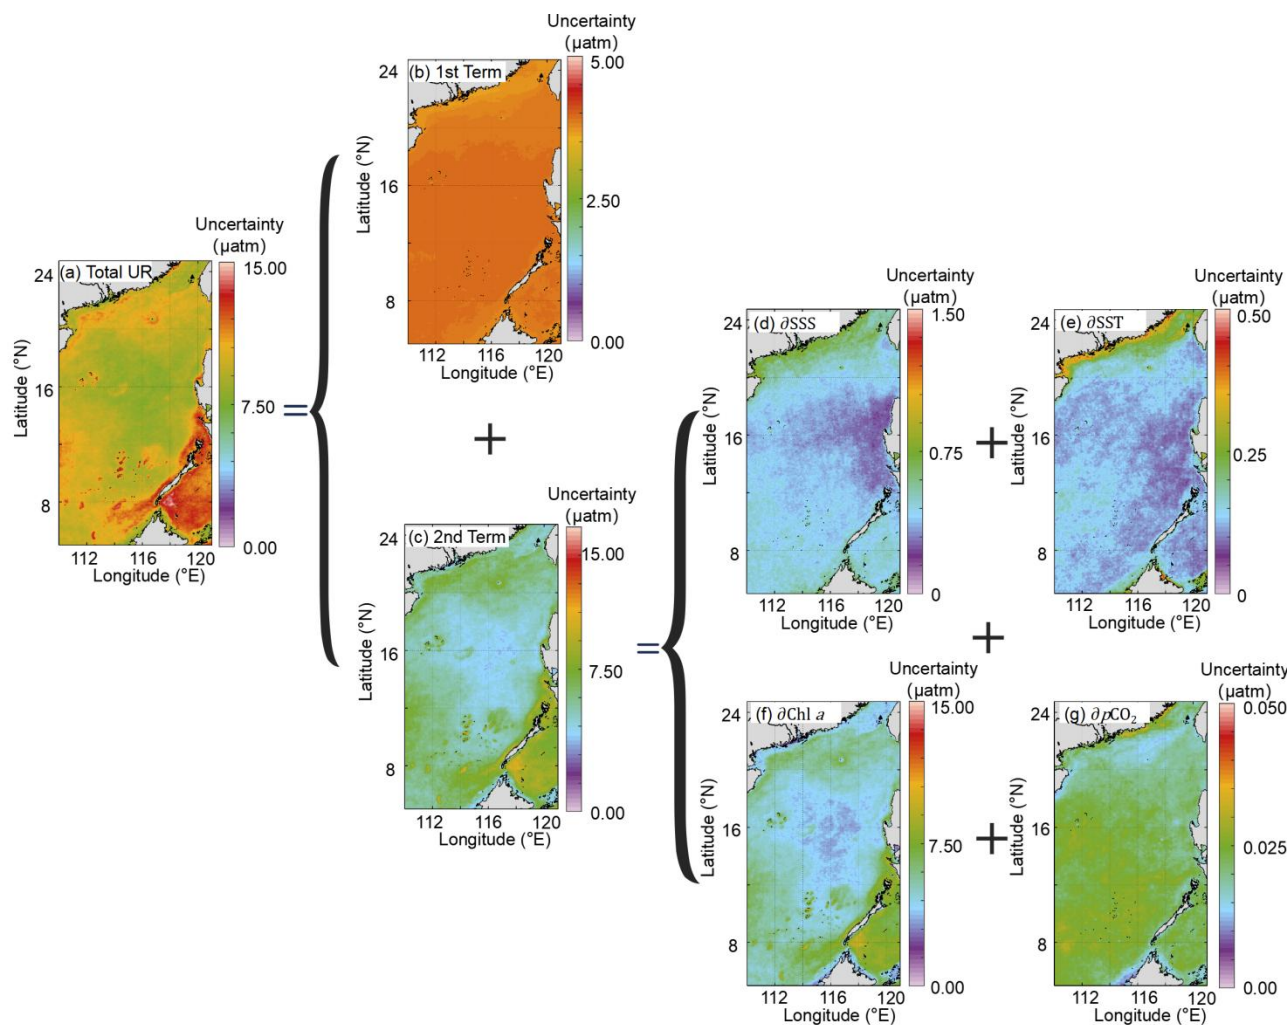 Uncertainty
(µatm)
(b) 1st Term
5.00
2.50
0.00
24
16
8
Latitude (°N)
112 116 120
Longitude (°E)
Uncertainty
(µatm)
(a) Total UR
15.00
7.50
0.00
24
16
8
Latitude (°N)
112 116 120
Longitude (°E)
=
+
Uncertainty
(µatm)
(c) 2nd Term
15.00
7.50
0.00
24
16
8
Latitude (°N)
112 116 120
Longitude (°E)
=
Uncertainty
(µatm)
(d) ∂SSS
1.50
0.75
0
24
16
8
Latitude (°N)
112 116 120
Longitude (°E)
+
Uncertainty
(µatm)
(e) ∂SST
0.50
0.25
0
24
16
8
Latitude (°N)
112 116 120
Longitude (°E)
+
Uncertainty
(µatm)
(f) ∂Chl a
15.00
7.50
0.00
24
16
8
Latitude (°N)
112 116 120
Longitude (°E)
+
Uncertainty
(µatm)
(g) ∂pCO₂
0.050
0.025
0.00
24
16
8
Latitude (°N)
112 116 120
Longitude (°E)